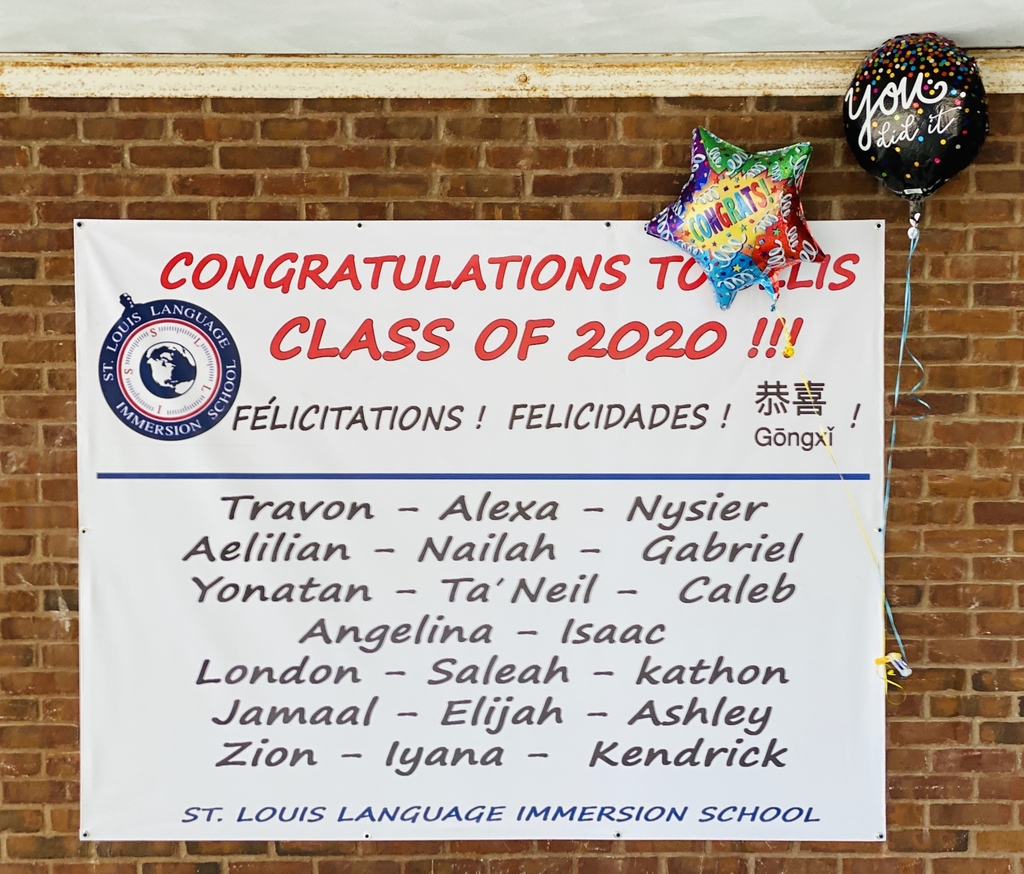 you
did it
CONGRATS!
CONGRATULATIONS TO LIS
CLASS OF 2020 !!!
ST. LOUIS LANGUAGE
IMMERSION SCHOOL
S L L I S
FÉLICITATIONS ! FELICIDADES ! 恭喜 !
Gōngxǐ
Travon - Alexa - Nysier
Aelilian - Nailah - Gabriel
Yonatan - Ta'Neil - Caleb
Angelina - Isaac
London - Saleah - kathon
Jamaal - Elijah - Ashley
Zion - Iyana - Kendrick
ST. LOUIS LANGUAGE IMMERSION SCHOOL